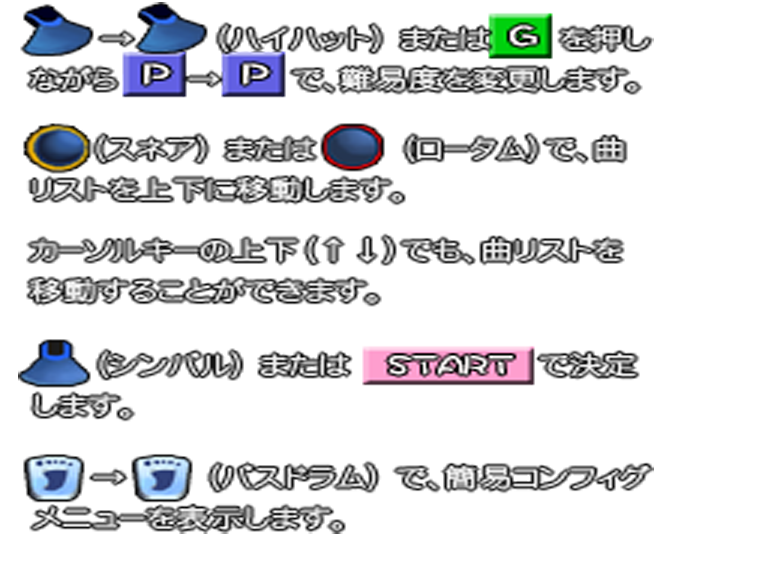 → (ハイハット) または G を押し
ながら P → P で、難易度を変更します。
(スネア) または (ロータム) で、曲
リストを上下に移動します。
カーソルキーの上下(↑ ↓)でも、曲リストを
移動することができます。
(シンバル) または START で決定
します。
→ (バスドラム) で、簡易コンフィグ
メニューを表示します。